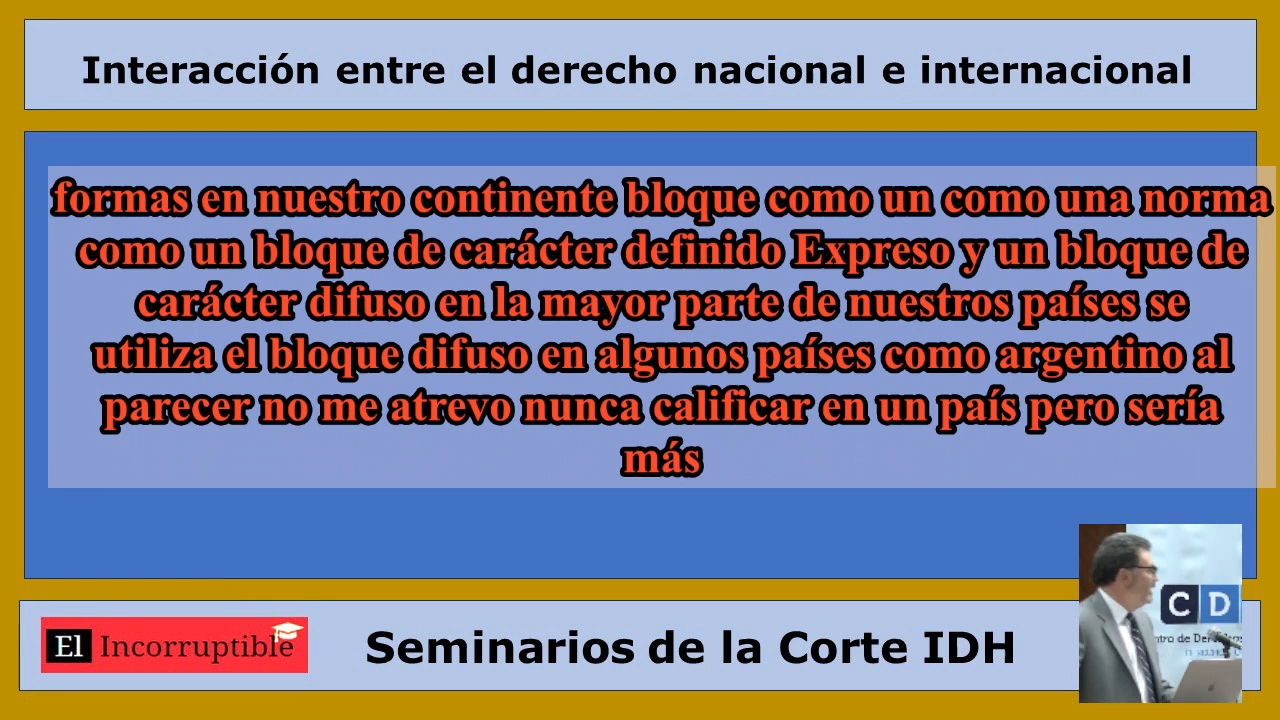 Interacción entre el derecho nacional e internacional
formas en nuestro continente bloque como un como una norma
como un bloque de carácter definido Expreso y un bloque de
carácter difuso en la mayor parte de nuestros países se
utiliza el bloque difuso en algunos países como argentino al
parecer no me atrevo nunca calificar en un país pero sería
más
C D
ntro de
El Incorruptible
Seminarios de la Corte IDH